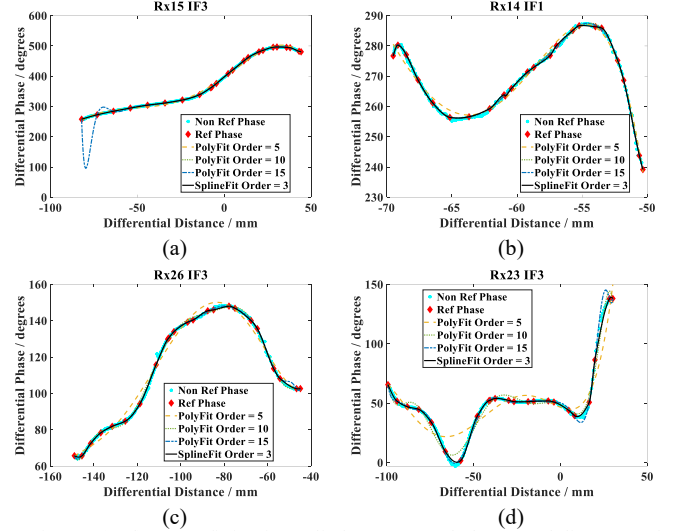 Rx15 IF3
Differential Phase / degrees
600
500
400
300
200
100
0
-100
-50
0
50
Differential Distance / mm
Non Ref Phase
Ref Phase
PolyFit Order = 5
PolyFit Order = 10
PolyFit Order = 15
SplineFit Order = 3
(a)
Rx14 IF1
Differential Phase / degrees
290
280
270
260
250
240
230
-70
-65
-60
-55
-50
Differential Distance / mm
Non Ref Phase
Ref Phase
PolyFit Order = 5
PolyFit Order = 10
PolyFit Order = 15
SplineFit Order = 3
(b)
Rx26 IF3
Differential Phase / degrees
160
140
120
100
80
60
-160
-140
-120
-100
-80
-60
-40
Differential Distance / mm
Non Ref Phase
Ref Phase
PolyFit Order = 5
PolyFit Order = 10
PolyFit Order = 15
SplineFit Order = 3
(c)
Rx23 IF3
Differential Phase / degrees
150
100
50
0
-100
-50
0
50
Differential Distance / mm
Non Ref Phase
Ref Phase
PolyFit Order = 5
PolyFit Order = 10
PolyFit Order = 15
SplineFit Order = 3
(d)